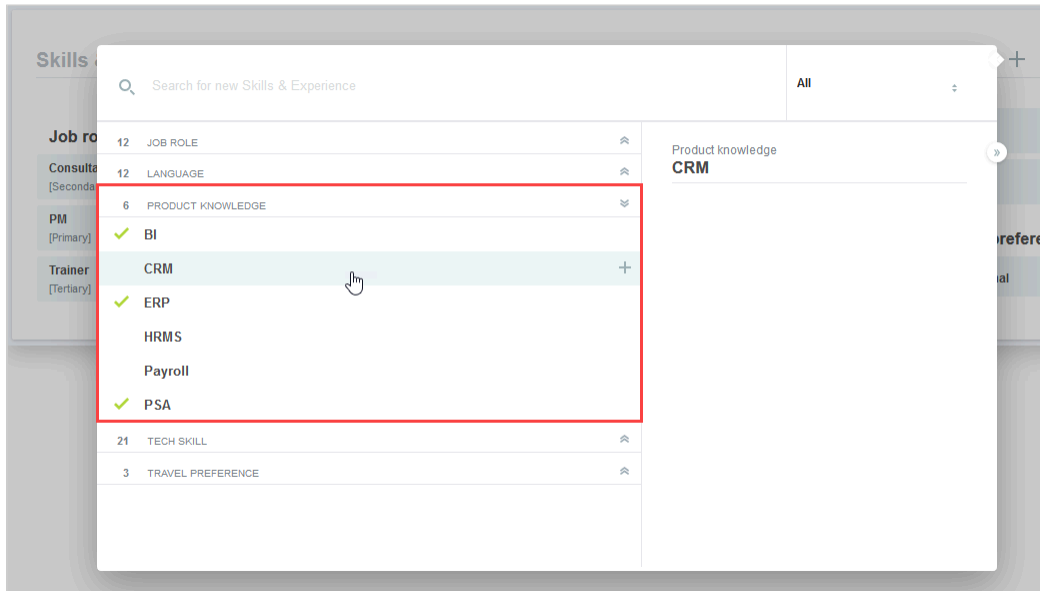 Skills
Search for new Skills & Experience
All
Job ro
Consulta
[Seconda
PM
[Primary]
Trainer
[Tertiary]
12 JOB ROLE
12 LANGUAGE
6 PRODUCT KNOWLEDGE
BI
CRM
ERP
HRMS
Payroll
PSA
21 TECH SKILL
3 TRAVEL PREFERENCE
Product knowledge
CRM
prefere
nal